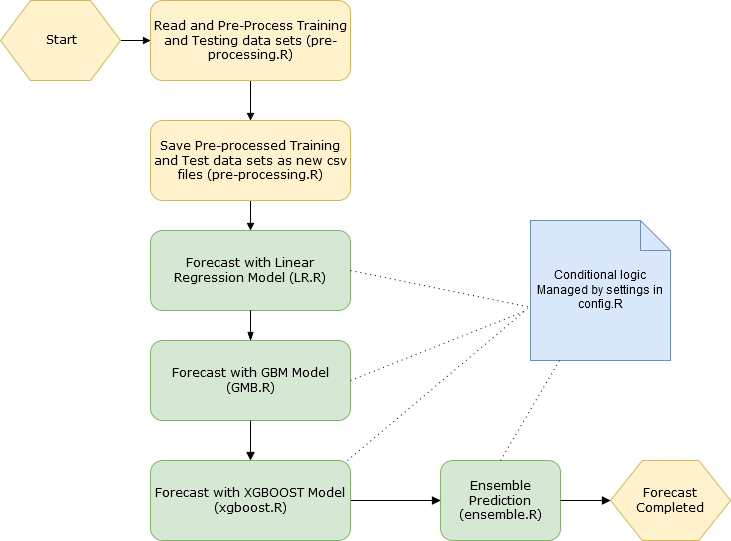 Start
Read and Pre-Process Training
and Testing data sets (pre-
processing.R)
Save Pre-processed Training
and Test data sets as new csv
files (pre-processing.R)
Forecast with Linear
Regression Model (LR.R)
Conditional logic
Managed by settings in
config.R
Forecast with GBM Model
(GMB.R)
Forecast with XGBOOST Model
(xgboost.R)
Ensemble
Prediction
(ensemble.R)
Forecast
Completed